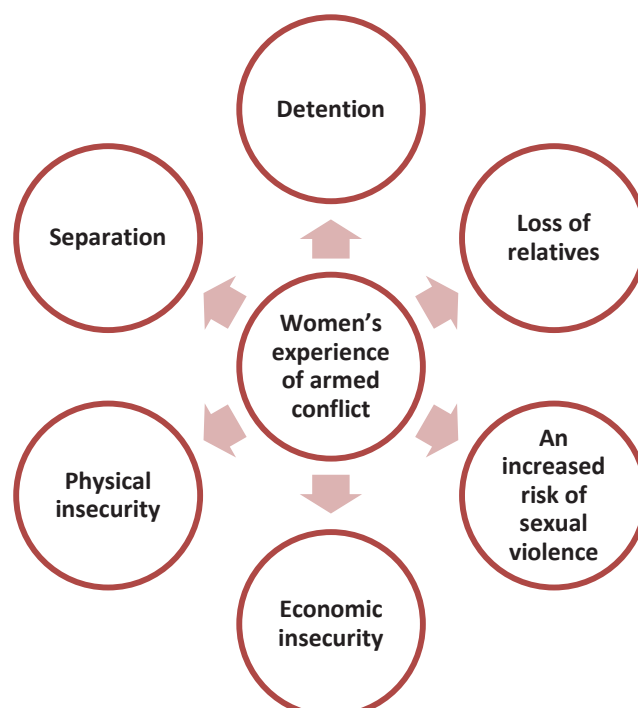 Detention
Separation
Loss of
relatives
Women’s
experience
of armed
conflict
Physical
insecurity
An
increased
risk of
sexual
violence
Economic
insecurity